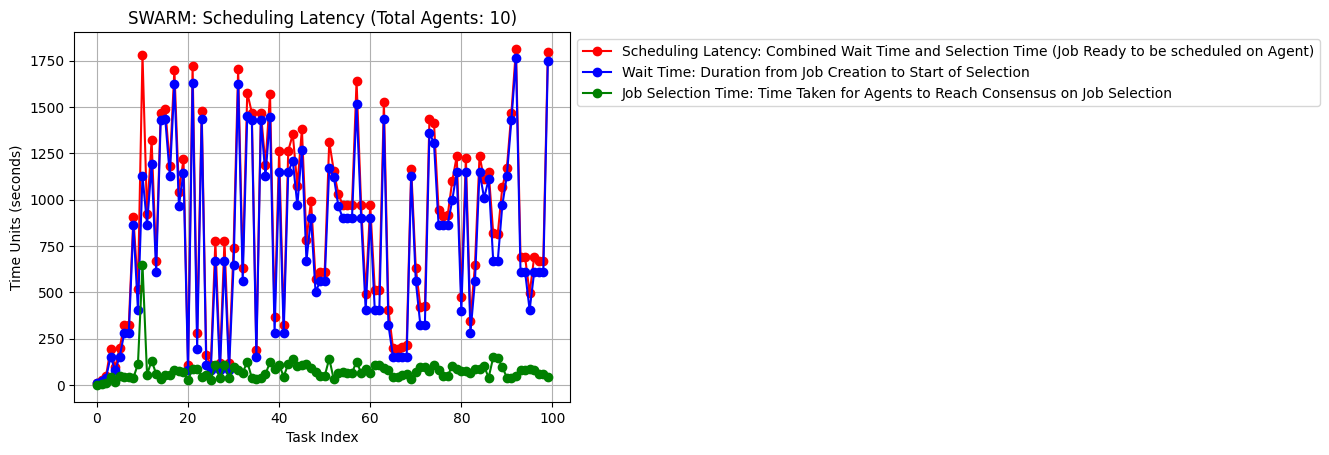 SWARM: Scheduling Latency (Total Agents: 10)
Scheduling Latency: Combined Wait Time and Selection Time (Job Ready to be scheduled on Agent)
Wait Time: Duration from Job Creation to Start of Selection
Job Selection Time: Time Taken for Agents to Reach Consensus on Job Selection
Time Units (seconds)
1750
1500
1250
1000
750
500
250
0
0 20 40 60 80 100
Task Index